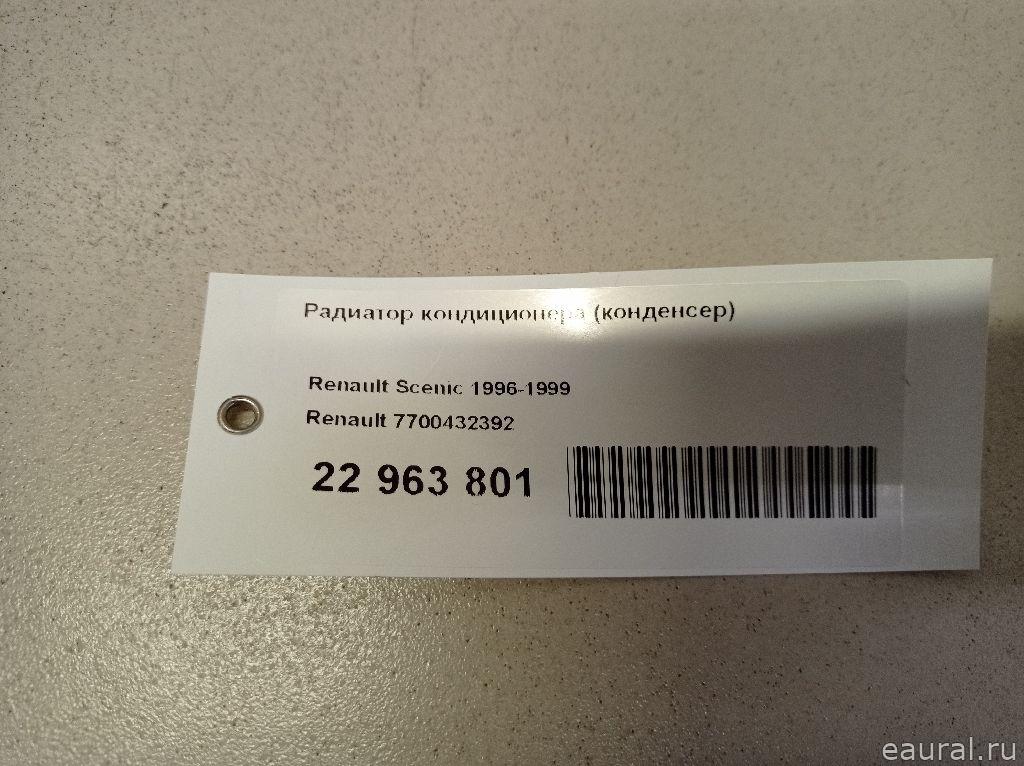 Радиатор кондиционера (конденсер)
Renault Scenic 1996-1999
Renault 7700432392
22 963 801
eaural.ru